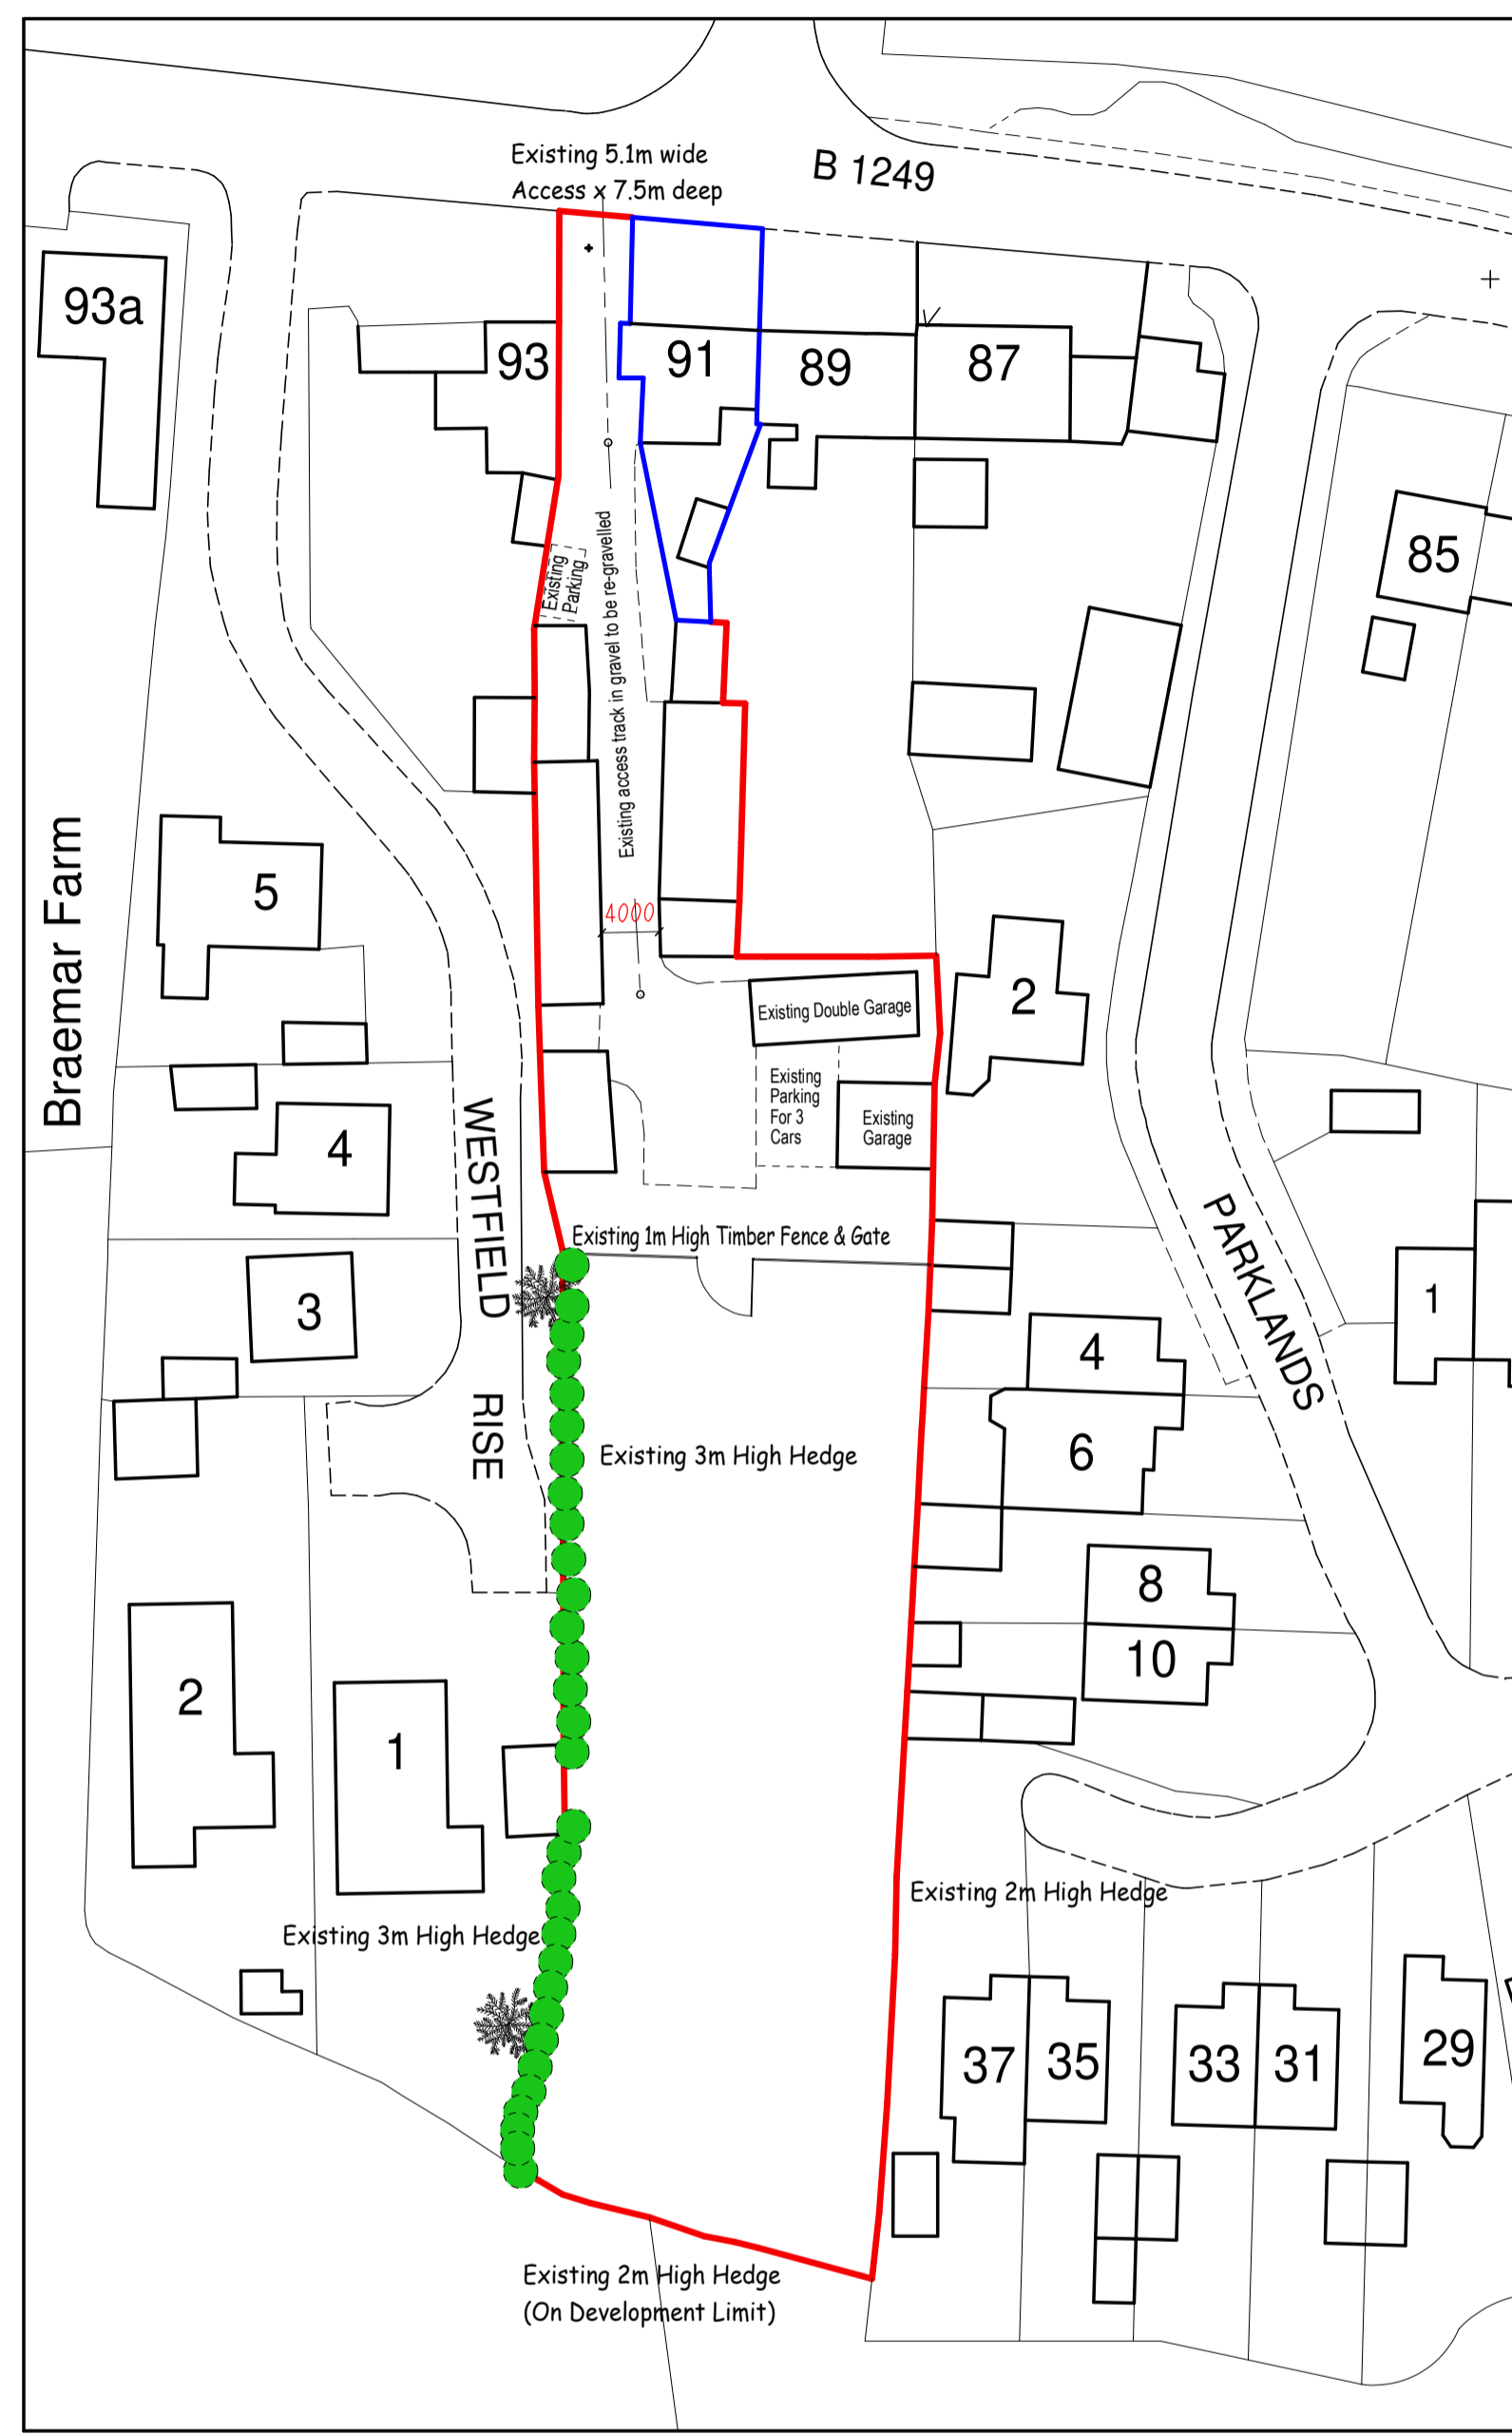 Existing 5.1m wide
Access x 7.5m deep
B 1249
93a
93
91
89
87
85
Existing
Parking
Existing access track in gravel to be re-gravelled
Braemar Farm
5
4000
2
Existing Double Garage
Existing
Parking
For 3
Cars
Existing
Garage
4
WESTFIELD RISE
PARKLANDS
Existing 1m High Timber Fence & Gate
3
1
4
Existing 3m High Hedge
6
8
10
2
1
Existing 2m High Hedge
Existing 3m High Hedge
37
35
33
31
29
Existing 2m High Hedge
(On Development Limit)